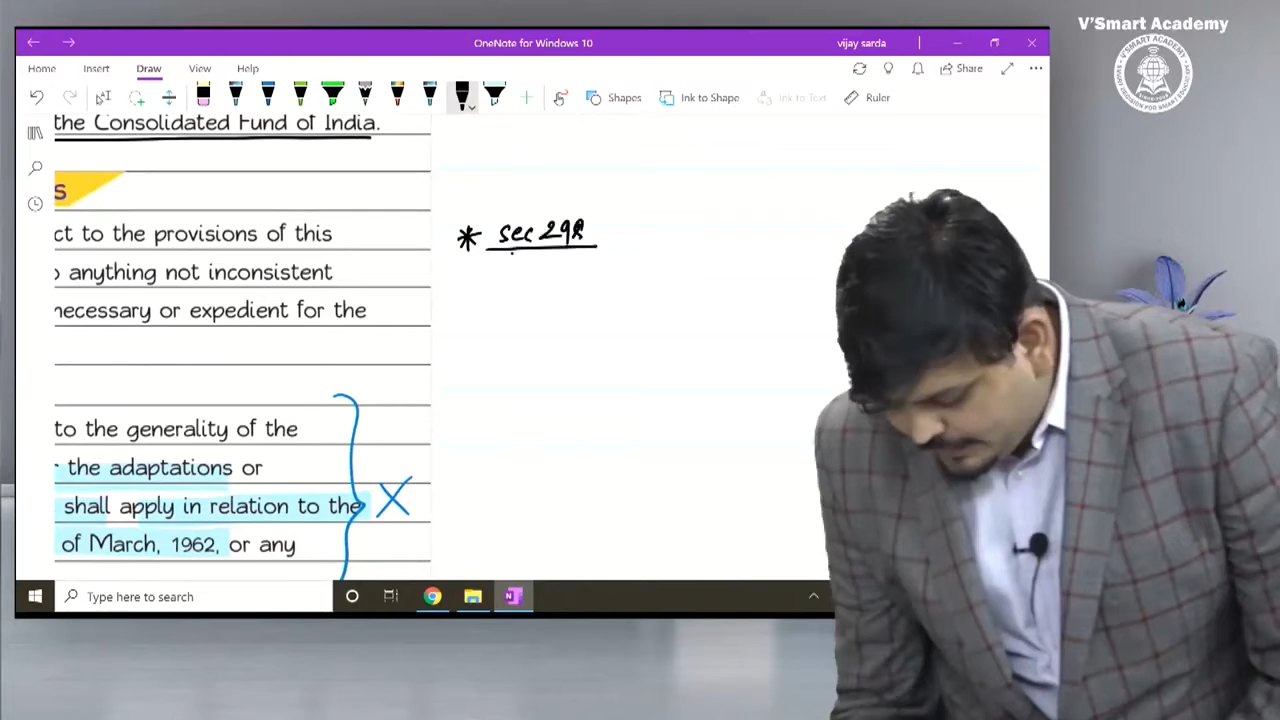 V'Smart Academy
OneNote for Windows 10
vijay sarda
Home Insert Draw View Help
Share
Shapes Ink to Shape Ink to Text Ruler
the Consolidated Fund of India.
s
ct to the provisions of this
anything not inconsistent
necessary or expedient for the
* sec 298
to the generality of the
the adaptations or
shall apply in relation to the
of March, 1962, or any
X
Type here to search